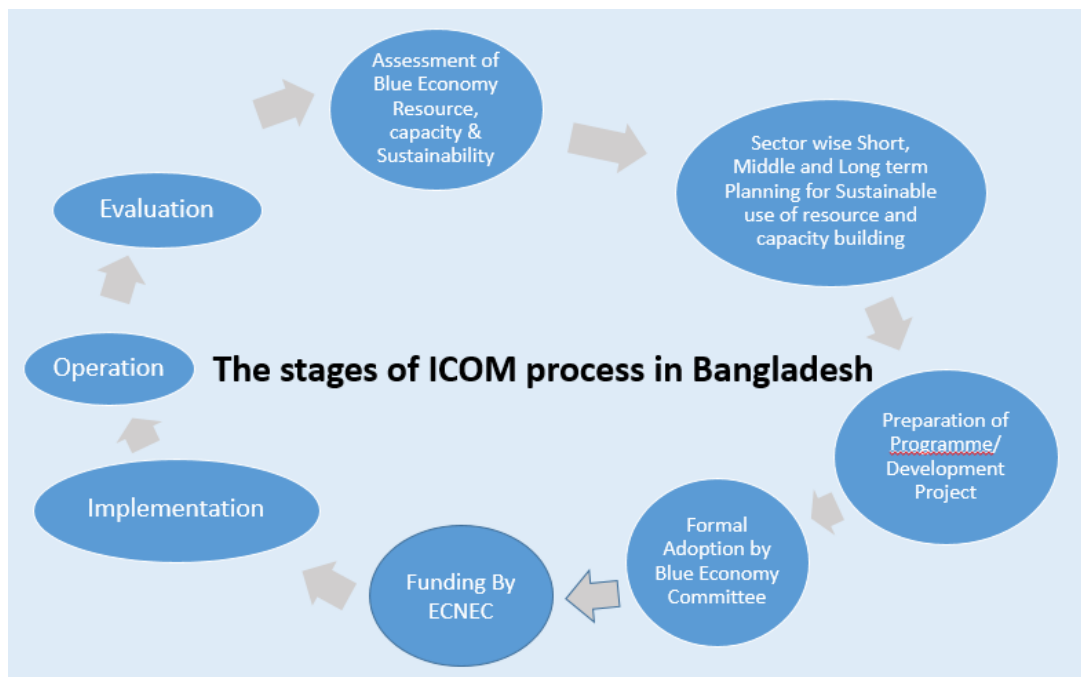 Assessment of
Blue Economy
Resource,
capacity &
Sustainability
Sector wise Short,
Middle and Long term
Planning for Sustainable
use of resource and
capacity building
Evaluation
Operation
The stages of ICOM process in Bangladesh
Preparation of
Programme/
Development
Project
Implementation
Formal
Adoption by
Blue Economy
Committee
Funding By
ECNEC